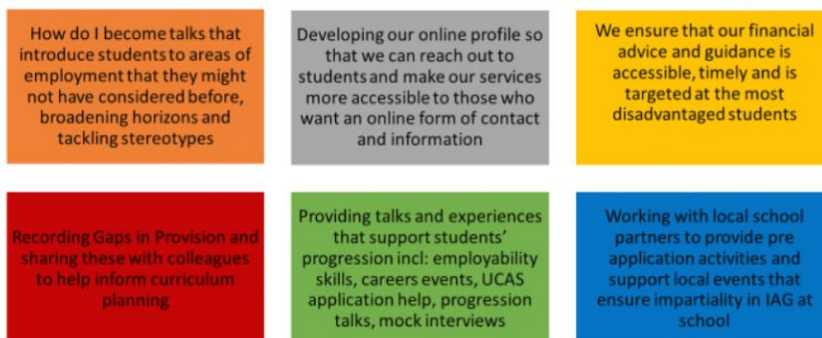 How do I become talks that
introduce students to areas of
employment that they might
not have considered before,
broadening horizons and
tackling stereotypes
Developing our online profile so
that we can reach out to
students and make our services
more accessible to those who
want an online form of contact
and information
We ensure that our financial
advice and guidance is
accessible, timely and is
targeted at the most
disadvantaged students
Recording Gaps in Provision and
sharing these with colleagues
to help inform curriculum
planning
Providing talks and experiences
that support students’
progression incl: employability
skills, careers events, UCAS
application help, progression
talks, mock interviews
Working with local school
partners to provide pre
application activities and
support local events that
ensure impartiality in IAG at
school